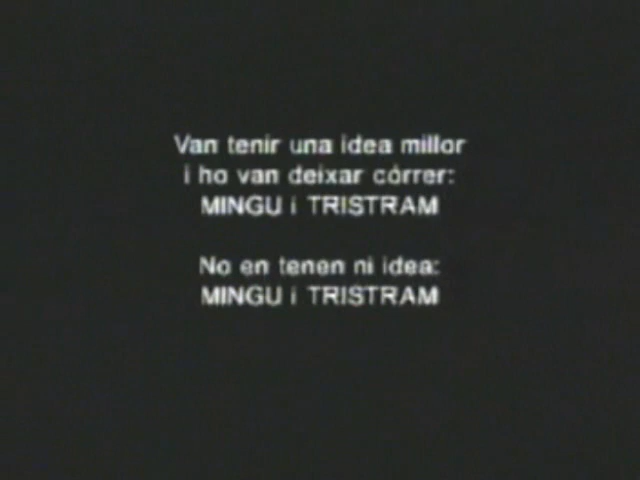 Van tenir una idea millor
i ho van deixar córrer:
MINGU i TRISTRAM
No en tenen ni idea:
MINGU i TRISTRAM